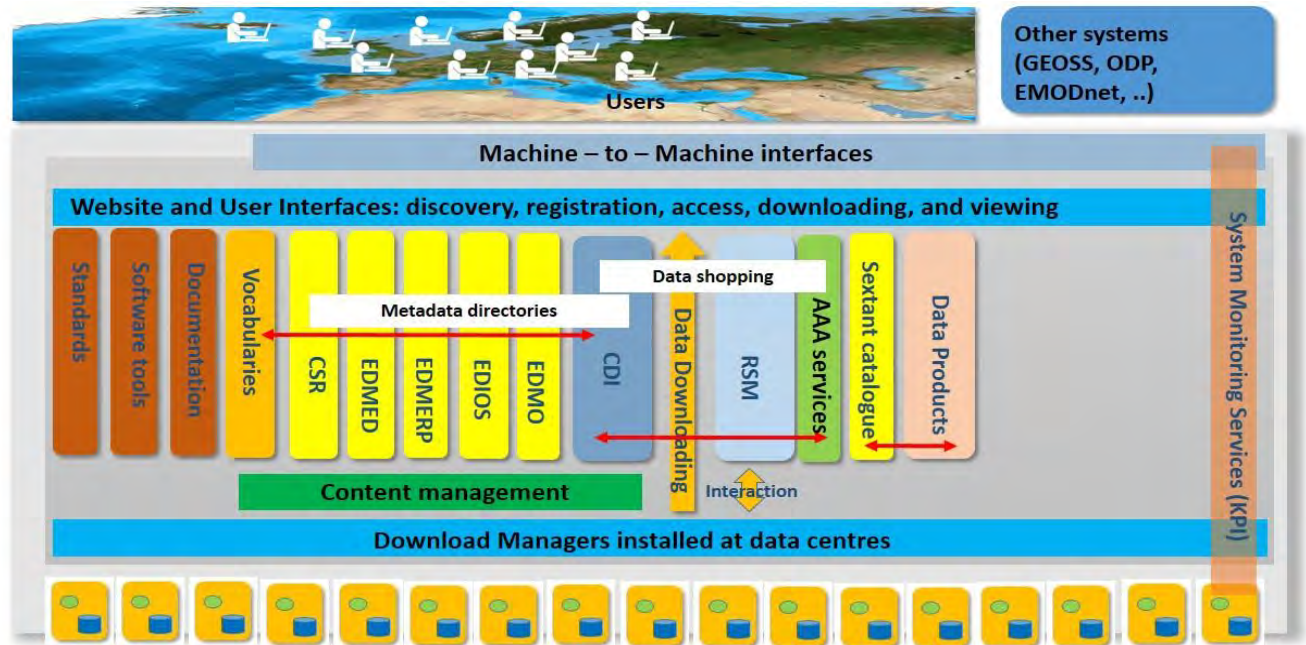 Users
Other systems
(GEOSS, ODP,
EMODnet, ..)
Machine – to – Machine interfaces
Website and User Interfaces: discovery, registration, access, downloading, and viewing
Standards
Software tools
Documentation
Vocabularies
Metadata directories
CSR
EDMED
EDMERP
EDIOS
EDMO
CDI
Data shopping
Data Downloading
RSM
AAA services
Sextant catalogue
Data Products
System Monitoring Services (KPI)
Content management
Interaction
Download Managers installed at data centres